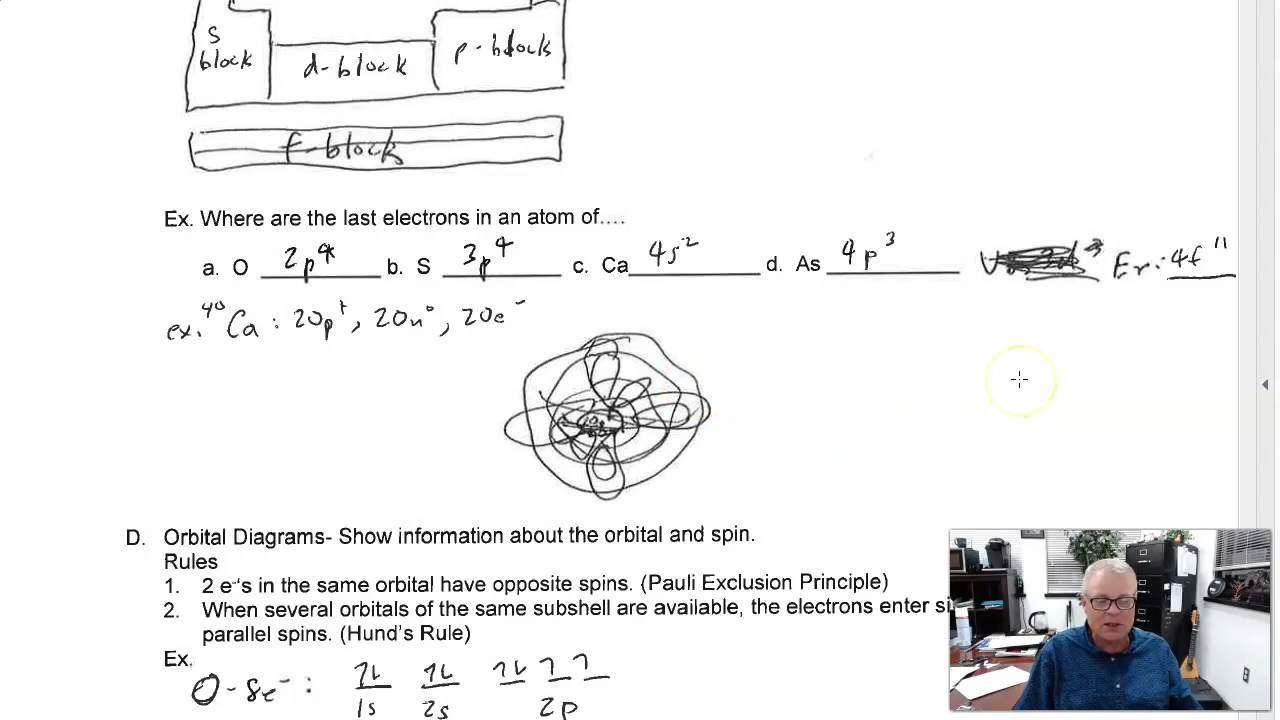 S
block
d-block
p-block
f-block
Ex. Where are the last electrons in an atom of….
a. O 2p⁴ b. S 3p⁴ c. Ca 4s² d. As 4p³ Er: 4f¹¹
ex. ⁴⁰Ca : 20p⁺, 20n°, 20e⁻
D. Orbital Diagrams- Show information about the orbital and spin.
Rules
1. 2 e⁻'s in the same orbital have opposite spins. (Pauli Exclusion Principle)
2. When several orbitals of the same subshell are available, the electrons enter
parallel spins. (Hund's Rule)
Ex.
O - 8e⁻ : ↿⇂ ↿⇂ ↿⇂ ↿ ↿
1s 2s 2p